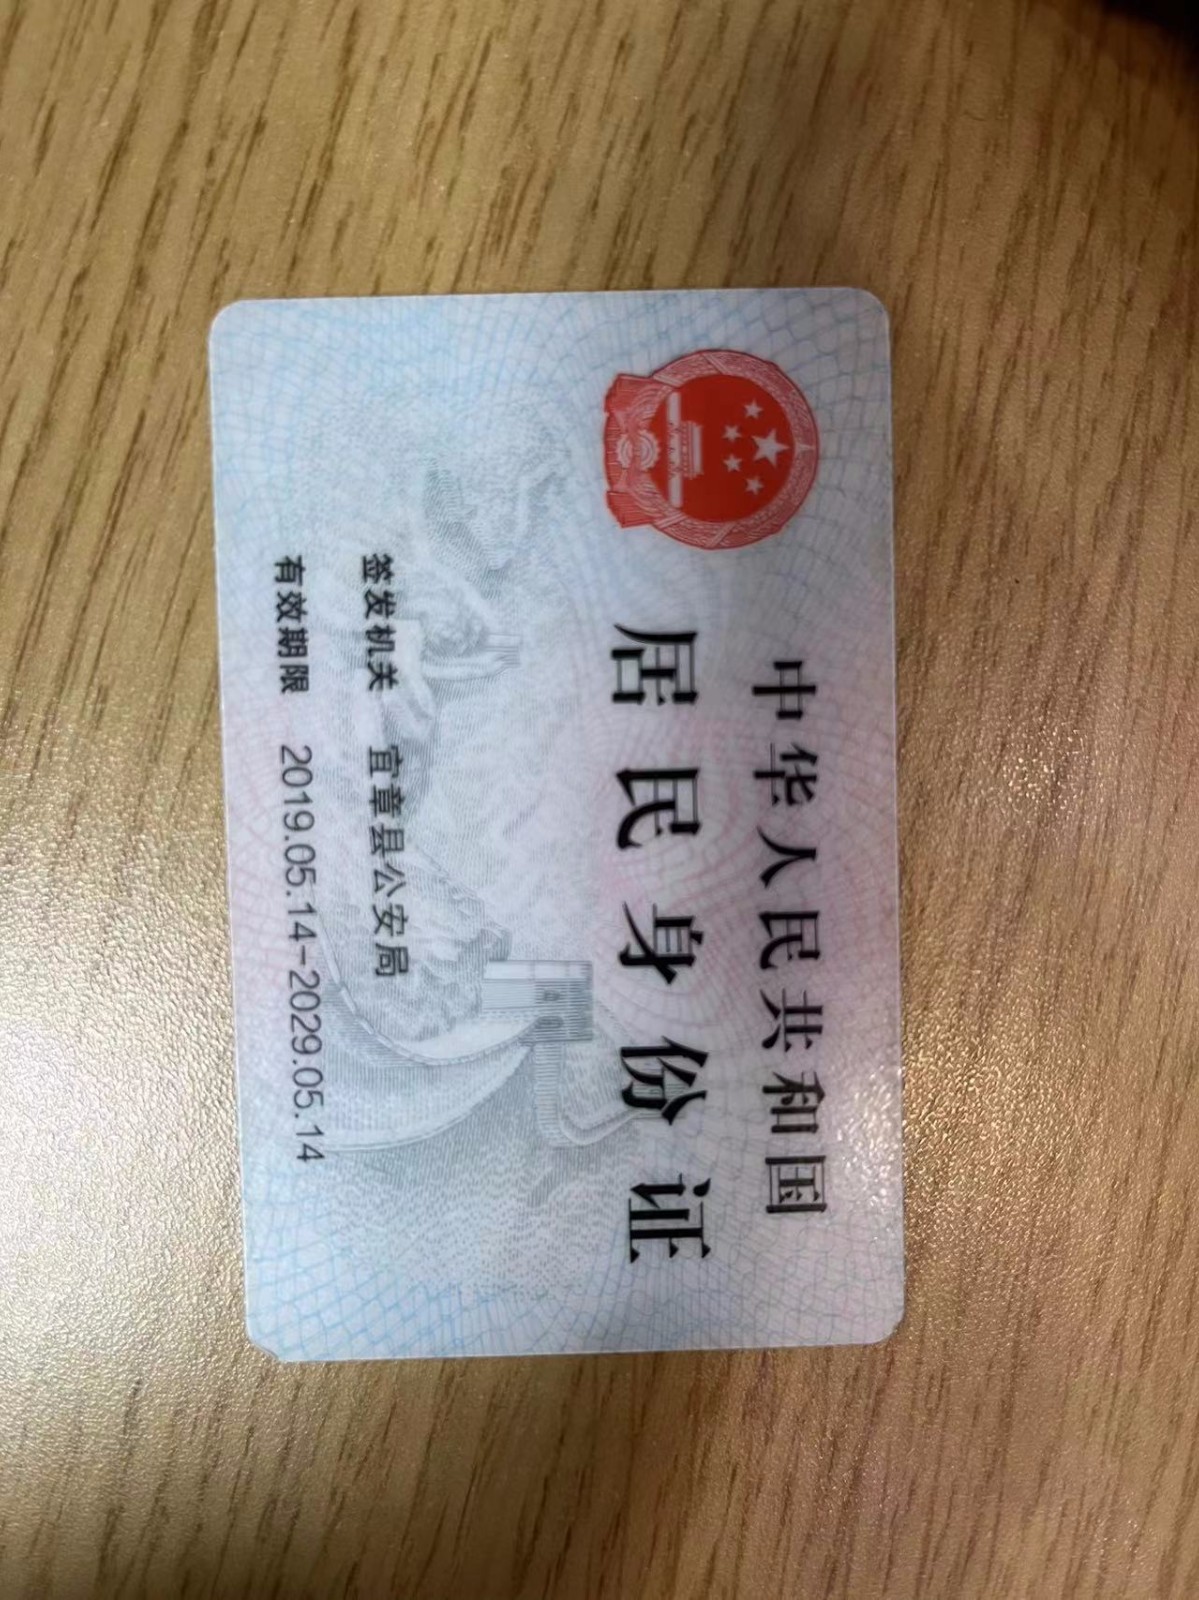 中华人民共和国
居民身份证
签发机关 宜章县公安局
有效期限 2019.05.14-2029.05.14